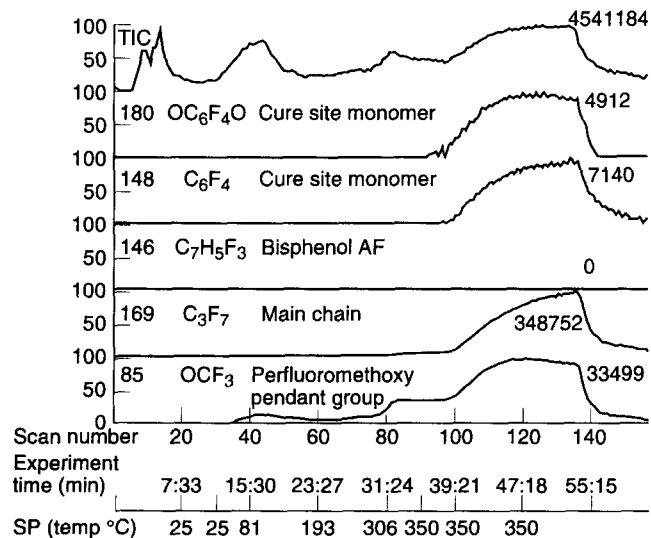 100 TIC 4541184
50
100
180 OC₆F₄O Cure site monomer 4912
50
100
148 C₆F₄ Cure site monomer 7140
50
100
146 C₇H₅F₃ Bisphenol AF
50 0
100
169 C₃F₇ Main chain
50 348752
100
85 OCF₃ Perfluoromethoxy 33499
50 pendant group
0
Scan number 20 40 60 80 100 120 140
Experiment
time (min) 7:33 15:30 23:27 31:24 39:21 47:18 55:15
SP (temp °C) 25 25 81 193 306 350 350 350